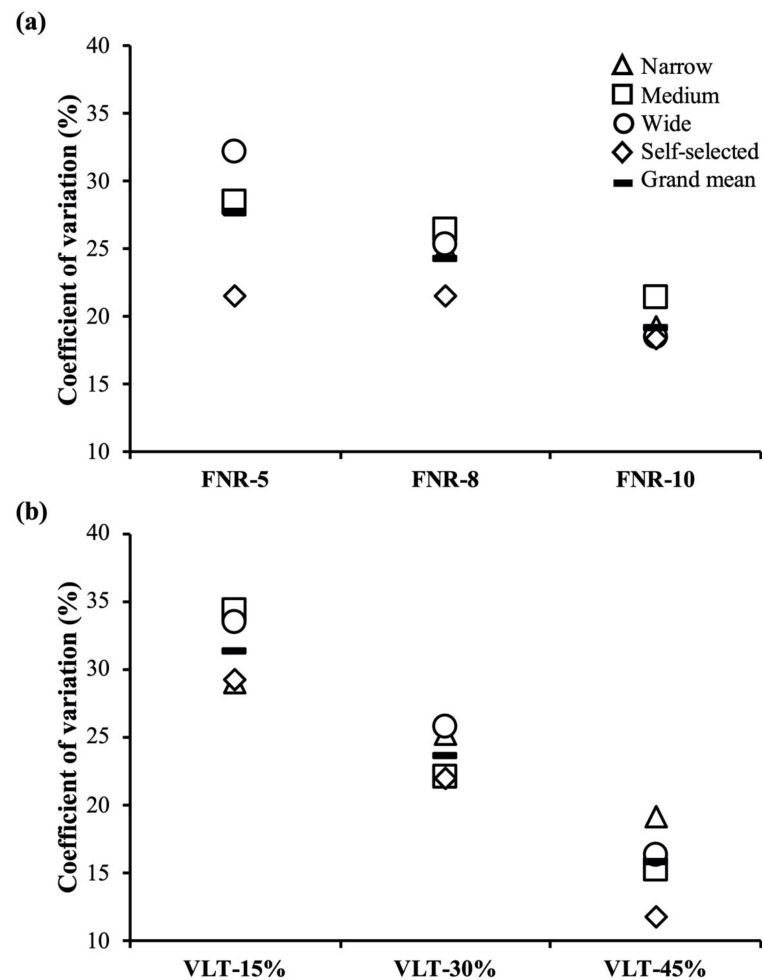 (a)
Coefficient of variation (%)
40
35
30
25
20
15
10
Narrow
Medium
Wide
Self-selected
Grand mean
FNR-5 FNR-8 FNR-10
(b)
Coefficient of variation (%)
40
35
30
25
20
15
10
VLT-15% VLT-30% VLT-45%